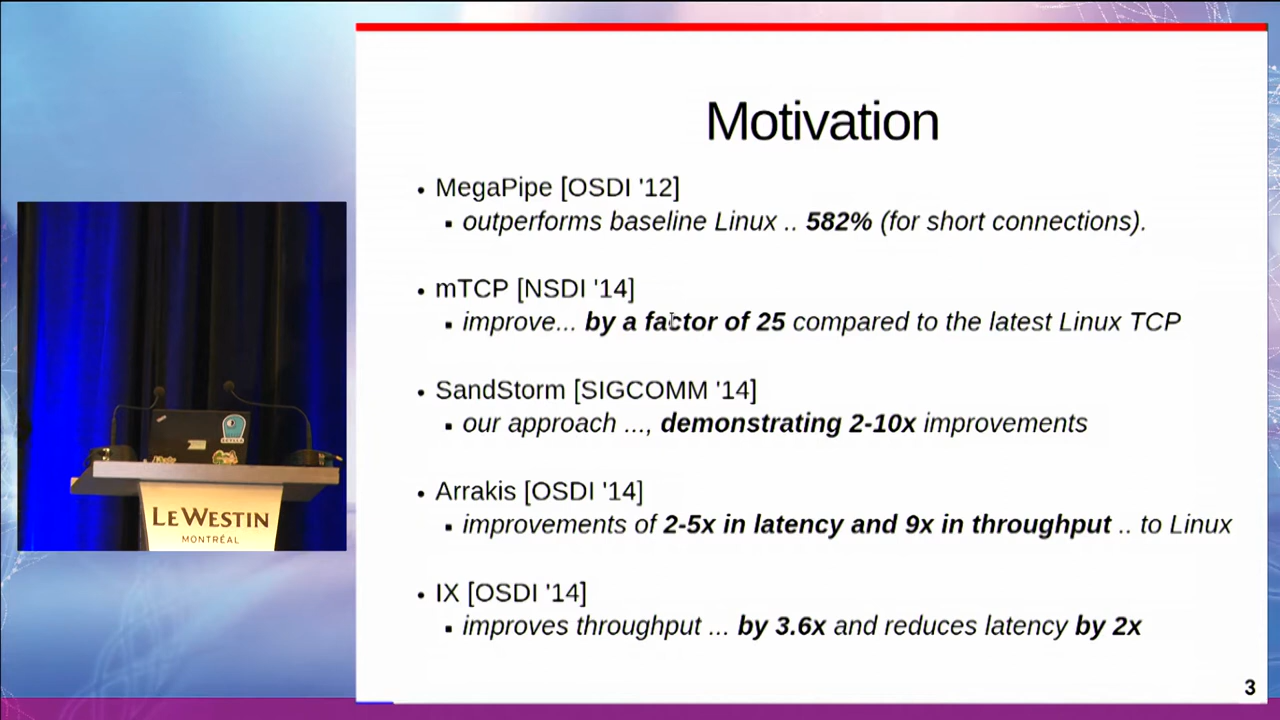 Motivation
• MegaPipe [OSDI '12]
▪ outperforms baseline Linux .. 582% (for short connections).
• mTCP [NSDI '14]
▪ improve... by a factor of 25 compared to the latest Linux TCP
• SandStorm [SIGCOMM '14]
▪ our approach ..., demonstrating 2-10x improvements
• Arrakis [OSDI '14]
▪ improvements of 2-5x in latency and 9x in throughput .. to Linux
• IX [OSDI '14]
▪ improves throughput ... by 3.6x and reduces latency by 2x
3
LE WESTIN
MONTRÉAL